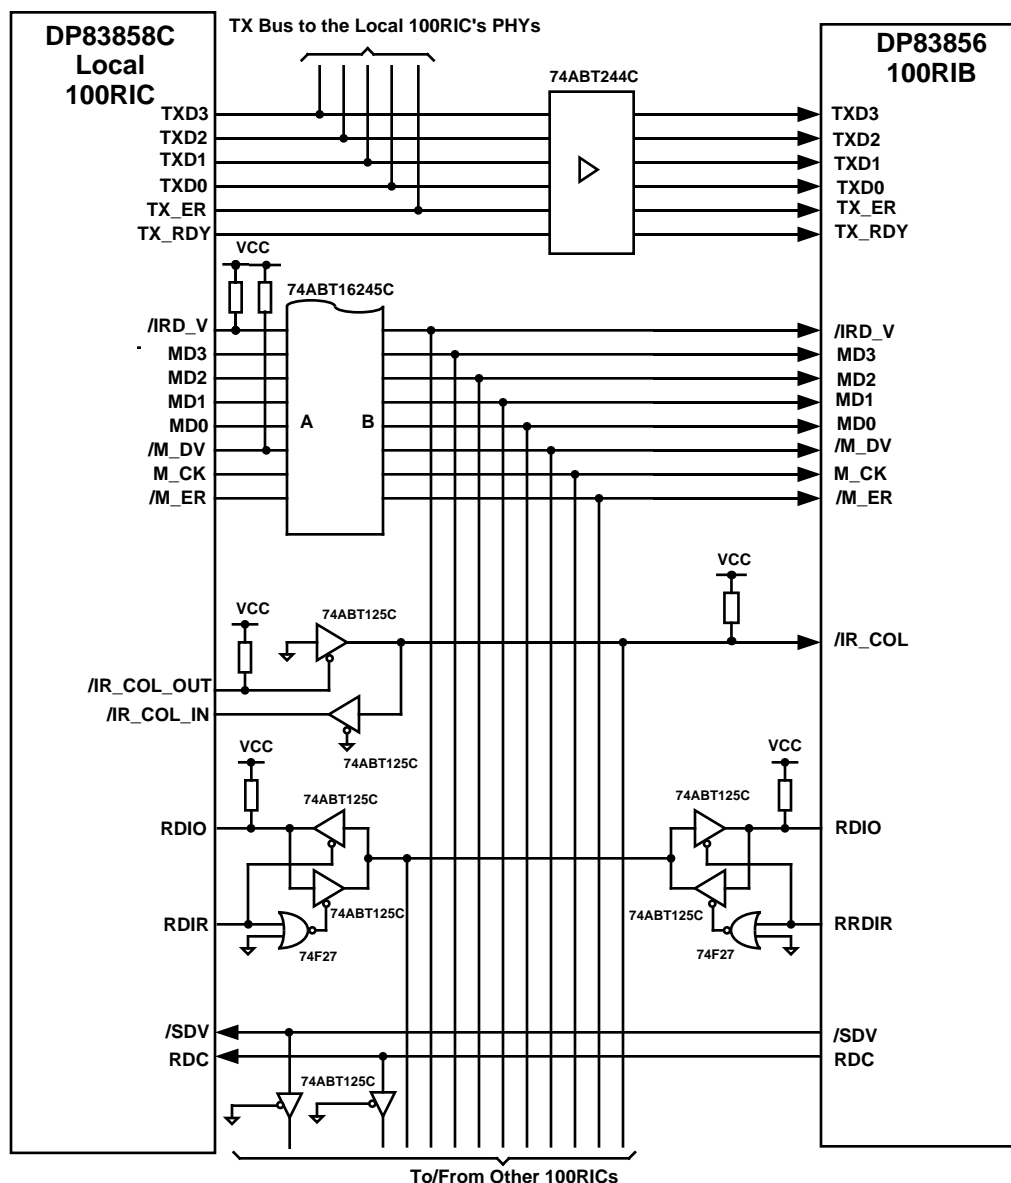 DP83858C
Local
100RIC
TX Bus to the Local 100RIC's PHYs
DP83856
100RIB
74ABT244C
TXD3
TXD3
TXD2
TXD2
TXD1
TXD1
TXD0
TXD0
TX_ER
TX_ER
TX_RDY
TX_RDY
VCC
74ABT16245C
/IRD_V
/IRD_V
MD3
MD3
MD2
MD2
MD1
MD1
MD0
A
B
MD0
/M_DV
/M_DV
M_CK
M_CK
/M_ER
/M_ER
VCC
VCC
74ABT125C
/IR_COL
/IR_COL_OUT
/IR_COL_IN
74ABT125C
VCC
VCC
74ABT125C
74ABT125C
RDIO
RDIO
74ABT125C
74ABT125C
RDIR
RRDIR
74F27
74F27
/SDV
/SDV
RDC
RDC
74ABT125C
To/From Other 100RICs